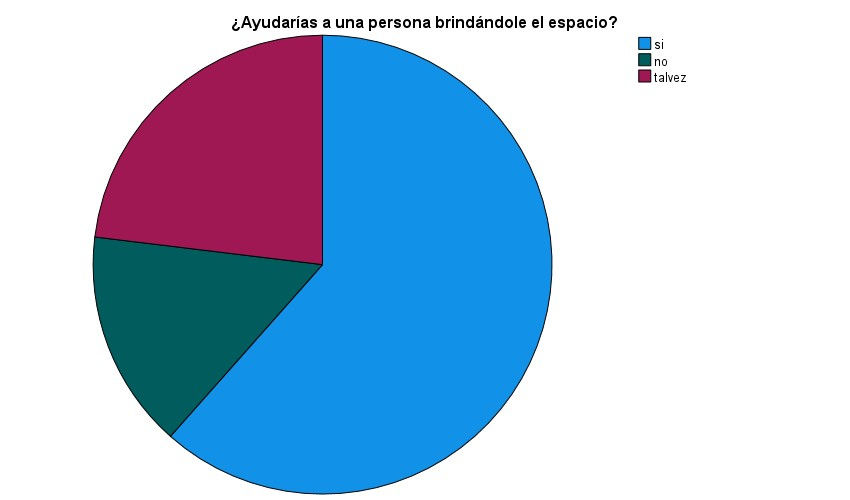 ¿Ayudarías a una persona brindándole el espacio?
si
no
talvez